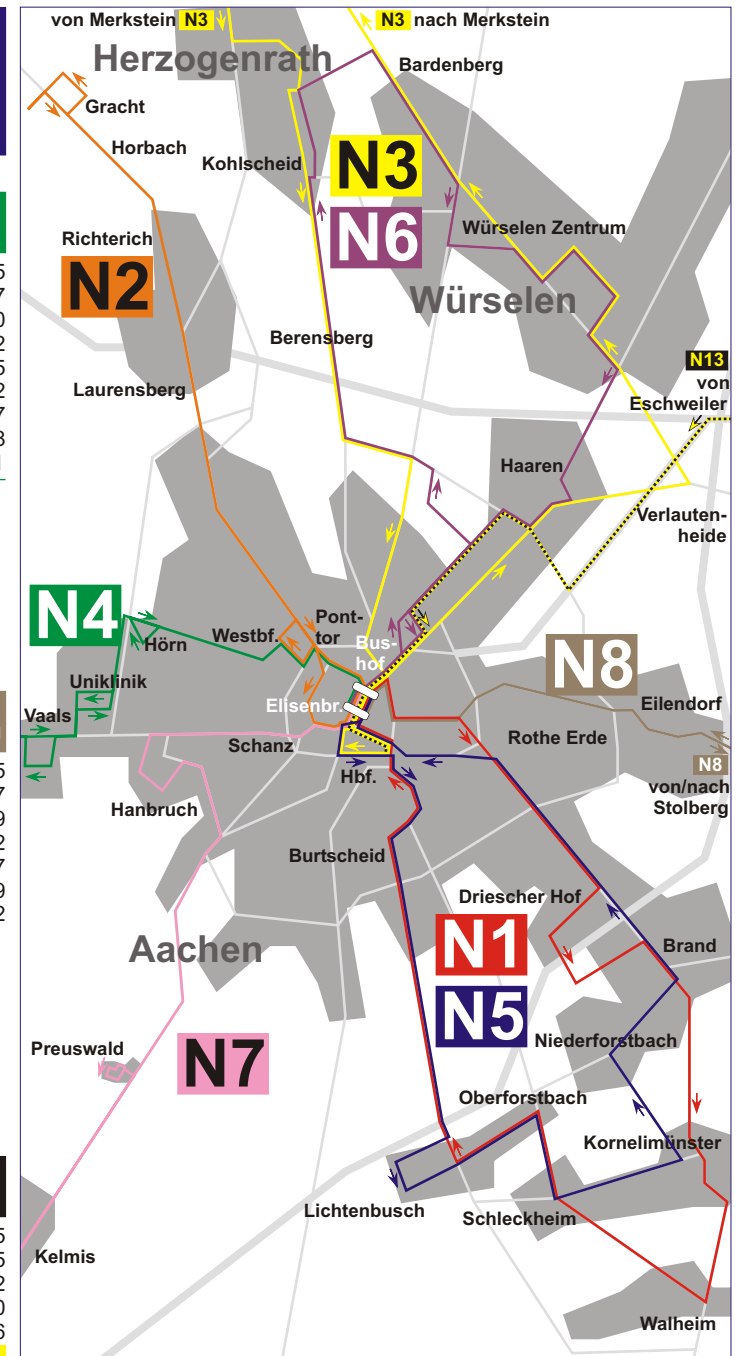 von Merkstein N3
N3 nach Merkstein
Herzogenrath
Bardenberg
Gracht
Horbach
Kohlscheid
N3
N6
Würselen Zentrum
Richterich
N2
Würselen
Berensberg
N13
von
Eschweiler
Laurensberg
Haaren
Verlauten-
heide
N4
Hörn
Westbf.
Pont-
tor
Bus-
hof
N8
Uniklinik
Vaals
Elisenbr.
Eilendorf
Schanz
Rothe Erde
Hbf.
N8
von/nach
Stolberg
Hanbruch
Burtscheid
Driescher Hof
Aachen
N1
N5
Brand
Preuswald
N7
Niederforstbach
Oberforstbach
Kornelimünster
Lichtenbusch
Schleckheim
Kelmis
Walheim